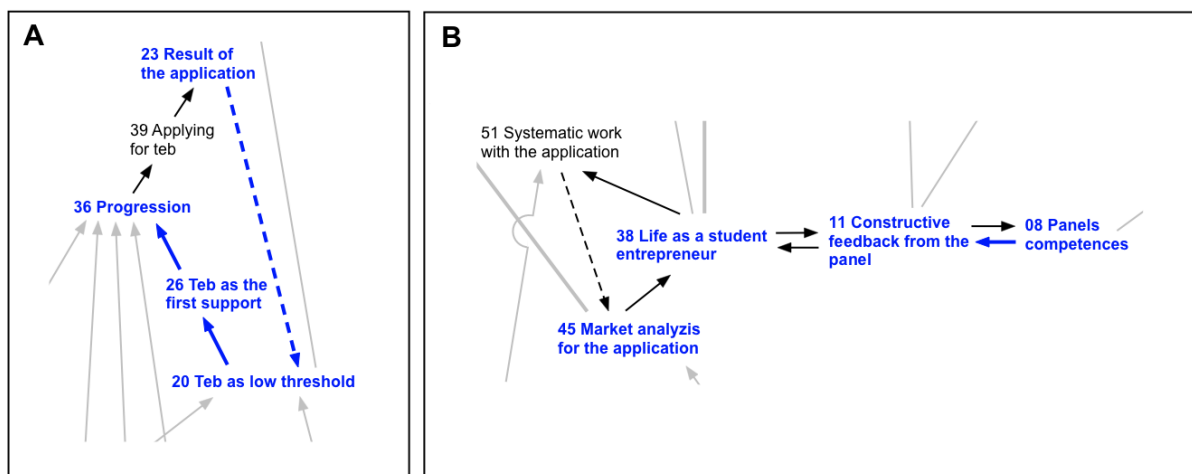 A
23 Result of
the application
39 Applying
for teb
36 Progression
26 Teb as the
first support
20 Teb as low threshold
B
51 Systematic work
with the application
38 Life as a student
entrepreneur
11 Constructive
feedback from the
panel
08 Panels
competences
45 Market analyzis
for the application